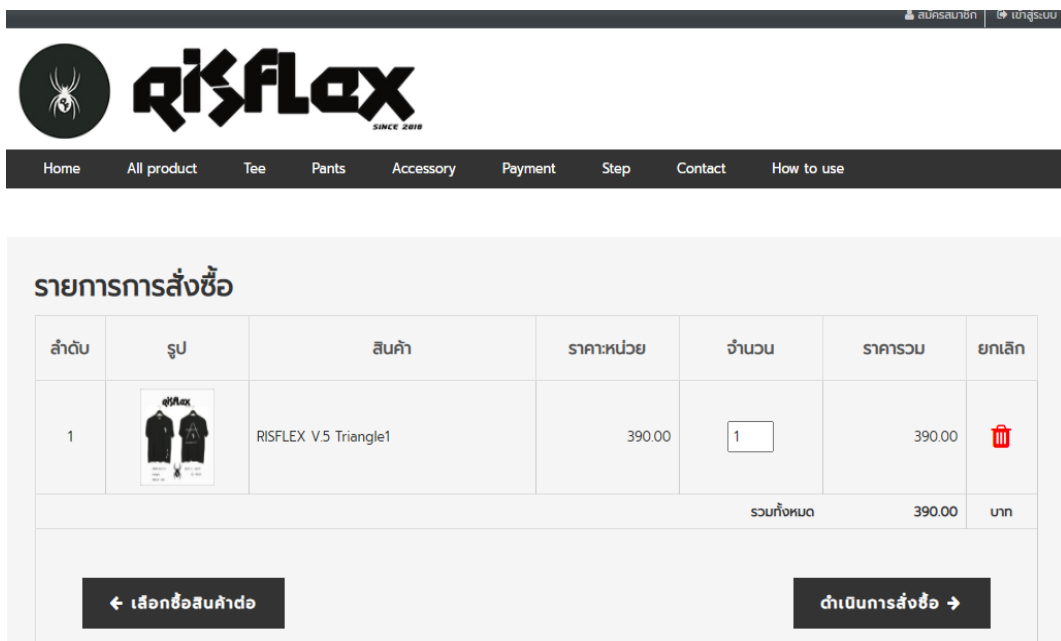 สมัครสมาชิก เข้าสู่ระบบ
RISFLEX
SINCE 2018
Home All product Tee Pants Accessory Payment Step Contact How to use
รายการการสั่งซื้อ
ลำดับ รูป สินค้า ราคา:หน่วย จำนวน ราคารวม ยกเลิก
RISFLEX
1 RISFLEX V.5 Triangle1 390.00 1 390.00
รวมทั้งหมด 390.00 บาท
เลือกซื้อสินค้าต่อ ดำเนินการสั่งซื้อ